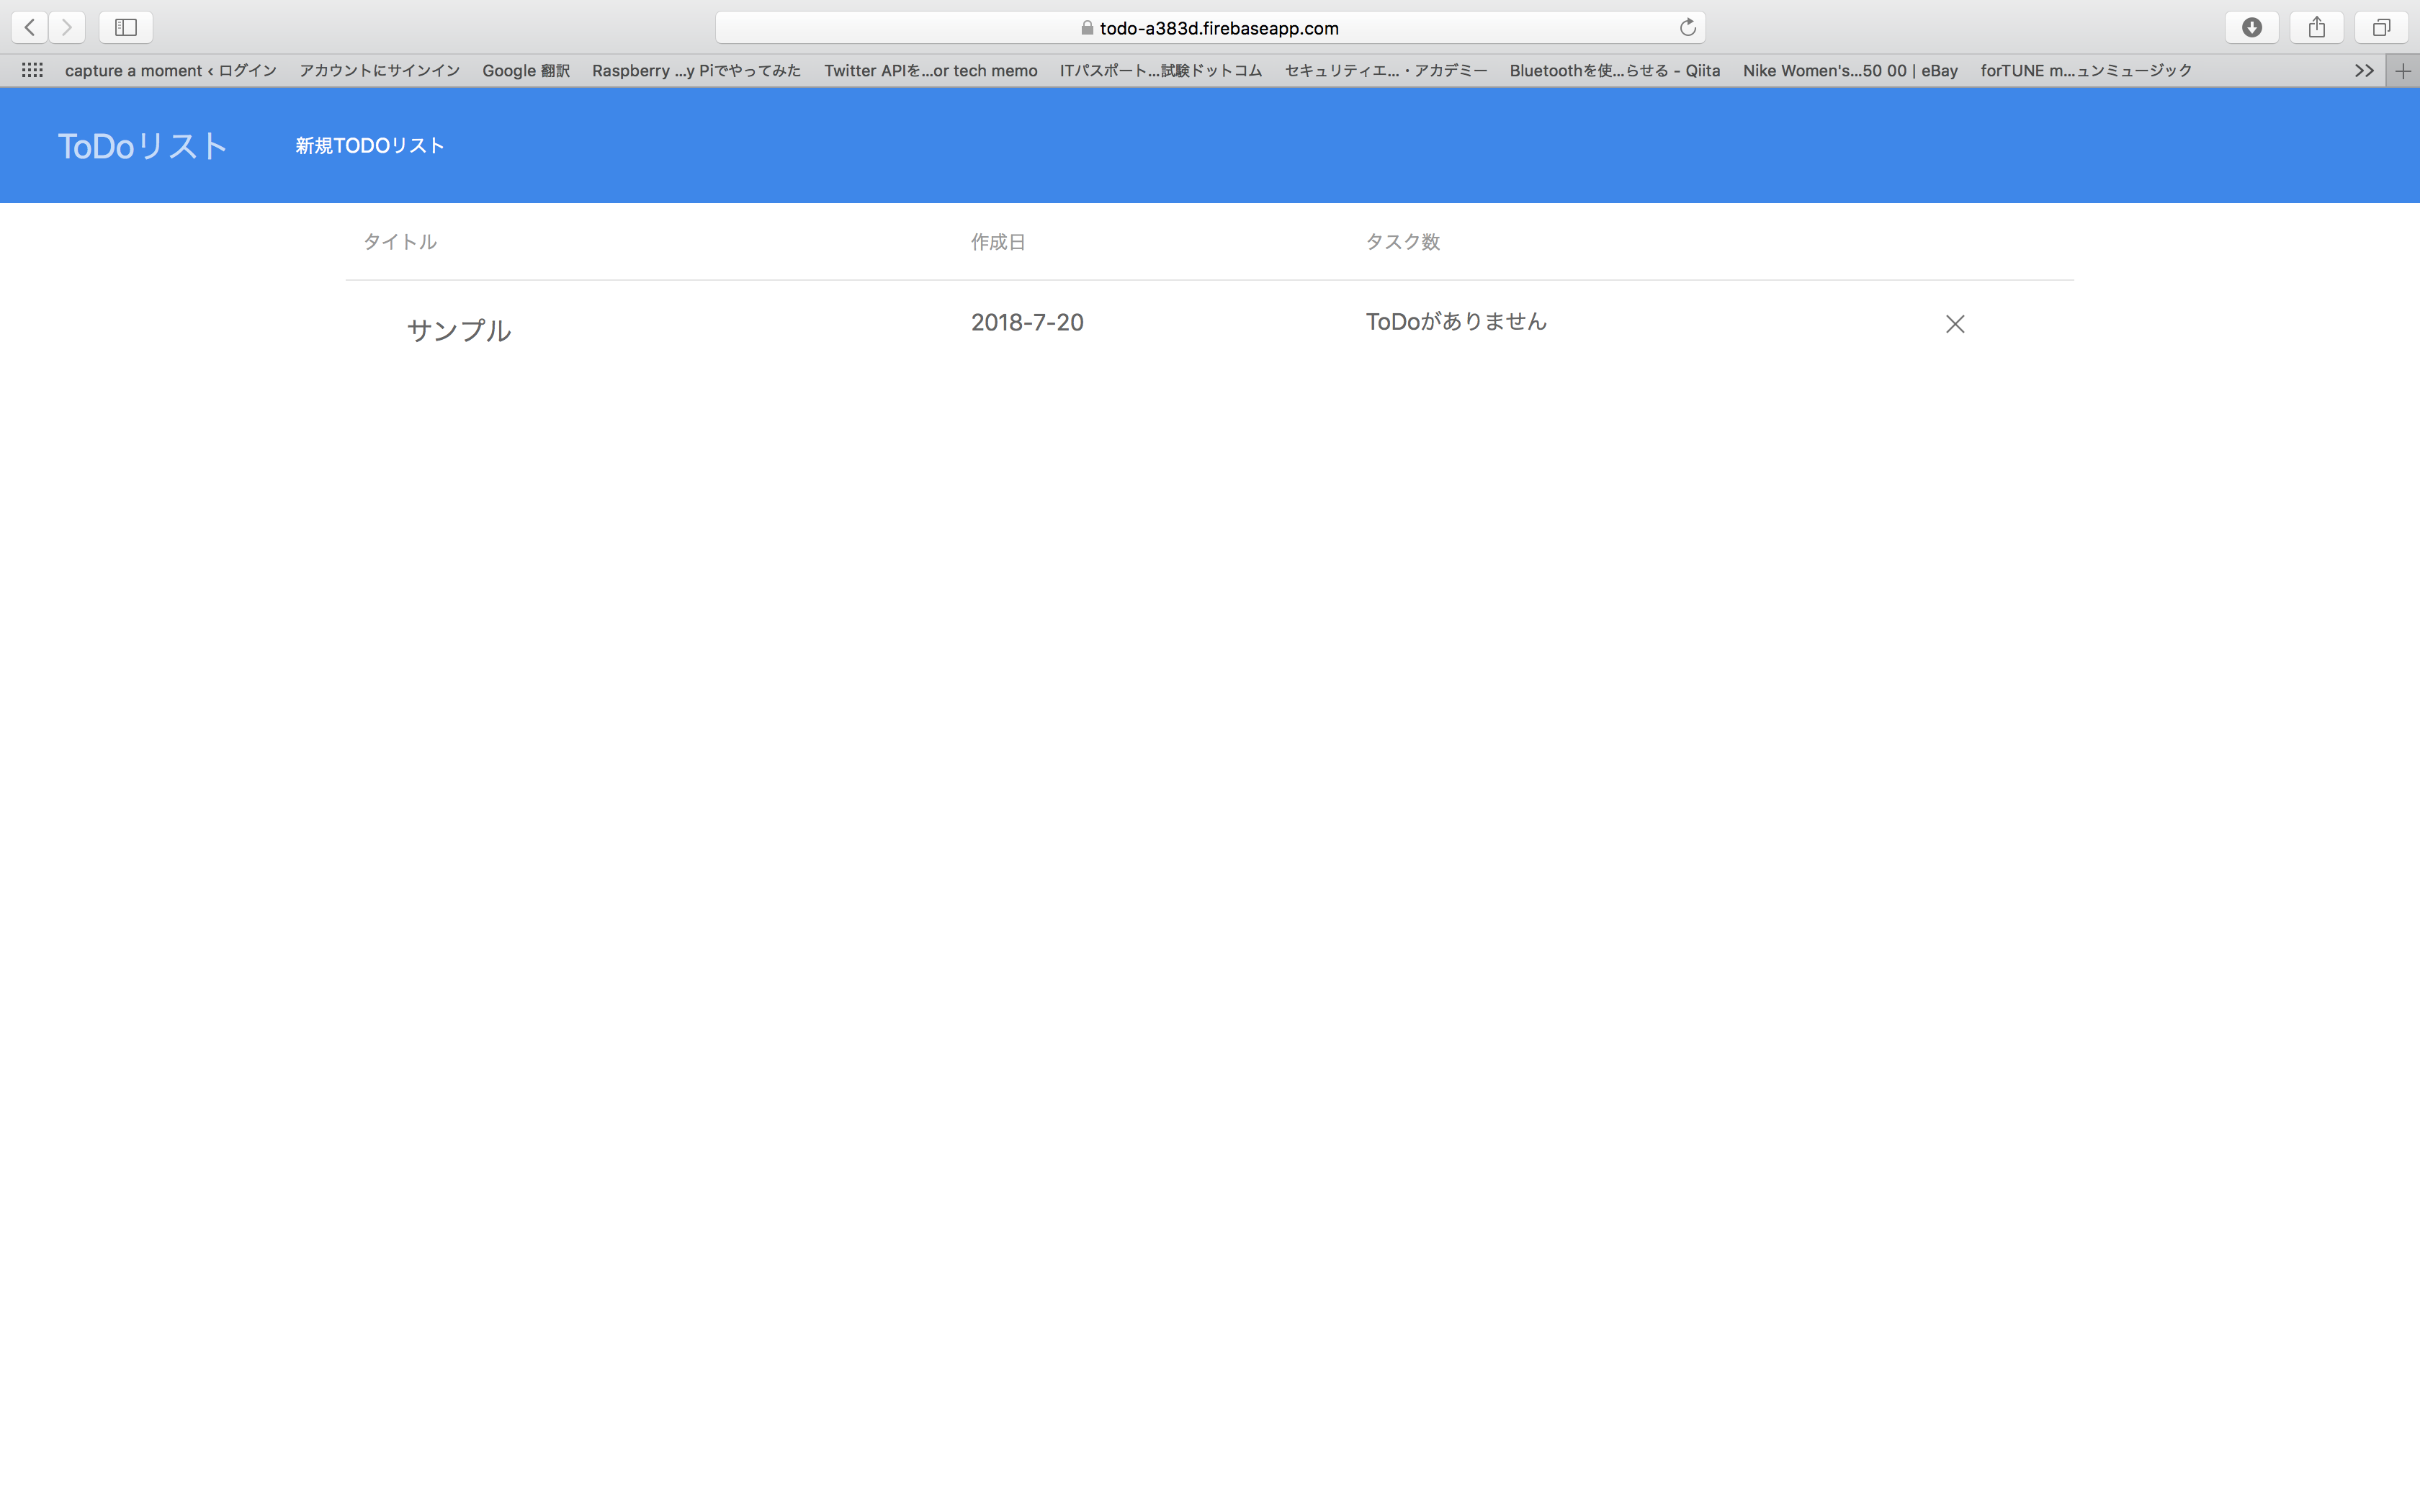 todo-a383d.firebaseapp.com
capture a moment ‹ ログイン アカウントにサインイン Google 翻訳 Raspberry ...y Piでやってみた Twitter APIを...or tech memo ITパスポート...試験ドットコム セキュリティエ...・アカデミー Bluetoothを使...らせる - Qiita Nike Women's...50 00 | eBay forTUNE m...ュンミュージック
ToDoリスト 新規TODOリスト
タイトル 作成日 タスク数
サンプル 2018-7-20 ToDoがありません